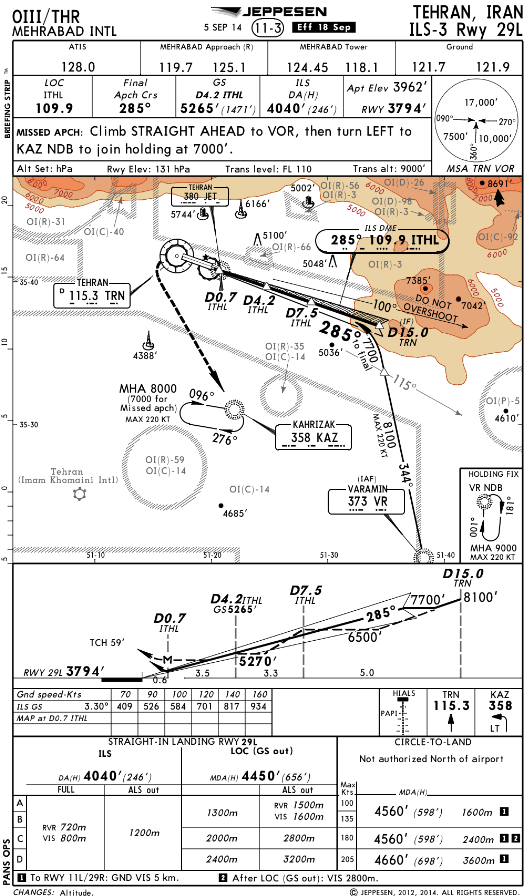 OIII/THR
MEHRABAD INTL
JEPPESEN
5 SEP 14 (11-3) Eff 18 Sep
TEHRAN, IRAN
ILS-3 Rwy 29L
BRIEFING STRIP TM
ATIS
128.0
MEHRABAD Approach (R)
119.7 125.1
MEHRABAD Tower
124.45 118.1
Ground
121.7 121.9
LOC
ITHL
109.9
Final
Apch Crs
285°
GS
D4.2 ITHL
5265' (1471')
ILS
DA(H)
4040' (246')
Apt Elev 3962'
RWY 3794'
MISSED APCH: Climb STRAIGHT AHEAD to VOR, then turn LEFT to
KAZ NDB to join holding at 7000'.
Alt Set: hPa Rwy Elev: 131 hPa Trans level: FL 110 Trans alt: 9000'
17,000'
090° 270°
7500' 10,000'
360°
MSA TRN VOR
TEHRAN
380 JET
5744'
6166'
5002'
OI(R)-56
OI(R)-3
OI(D)-26
OI(D)-98
OI(R)-3
8691'
OI(C)-92
6000
5000
6000
7000
OI(R)-31
OI(C)-40
OI(R)-64
5100'
OI(R)-66
5048'
OI(R)-3
ILS DME
285° 109.9 ITHL
TEHRAN
D 115.3 TRN
35-40
D0.7
ITHL
D4.2
ITHL
D7.5
ITHL
(IF)
D15.0
TRN
7385'
7042'
100°
DO NOT
OVERSHOOT
285°
7700
to final
5036'
115°
4388'
OI(R)-35
OI(C)-14
MHA 8000
(7000 for
Missed apch)
MAX 220 KT
096°
276°
KAHRIZAK
358 KAZ
8100
MAX 220 KT
344°
OI(P)-5
4610'
35-30
OI(R)-59
OI(C)-14
Tehran
(Imam Khomaini Intl)
OI(C)-14
4685'
(IAF)
VARAMIN
373 VR
HOLDING FIX
VR NDB
001°
181°
MHA 9000
MAX 220 KT
20
15
10
5
0
5
51-10 51-20 51-30 51-40
D15.0
TRN
8100'
7700'
D7.5
ITHL
D4.2 ITHL
GS 5265'
D0.7
ITHL
285°
6500'
5270'
TCH 59'
M
RWY 29L 3794'
0.6 3.5 3.3 5.0
Gnd speed-Kts 70 90 100 120 140 160
ILS GS 3.30° 409 526 584 701 817 934
MAP at D0.7 ITHL
HIALS
PAPI
TRN
115.3
KAZ
358
LT
STRAIGHT-IN LANDING RWY 29L
ILS
DA(H) 4040' (246')
FULL ALS out
LOC (GS out)
MDA(H) 4450' (656')
ALS out
CIRCLE-TO-LAND
Not authorized North of airport
Max
Kts
MDA(H)
A
B
C
D
RVR 720m
VIS 800m
1200m
1300m
RVR 1500m
VIS 1600m
2000m 2800m
2400m 3200m
100
135
4560' (598') 1600m 1
180 4560' (598') 2400m 1 2
205 4660' (698') 3600m 1
PANS OPS
1 To RWY 11L/29R: GND VIS 5 km. 2 After LOC (GS out): VIS 2800m.
CHANGES: Altitude.
© JEPPESEN, 2012, 2014. ALL RIGHTS RESERVED.